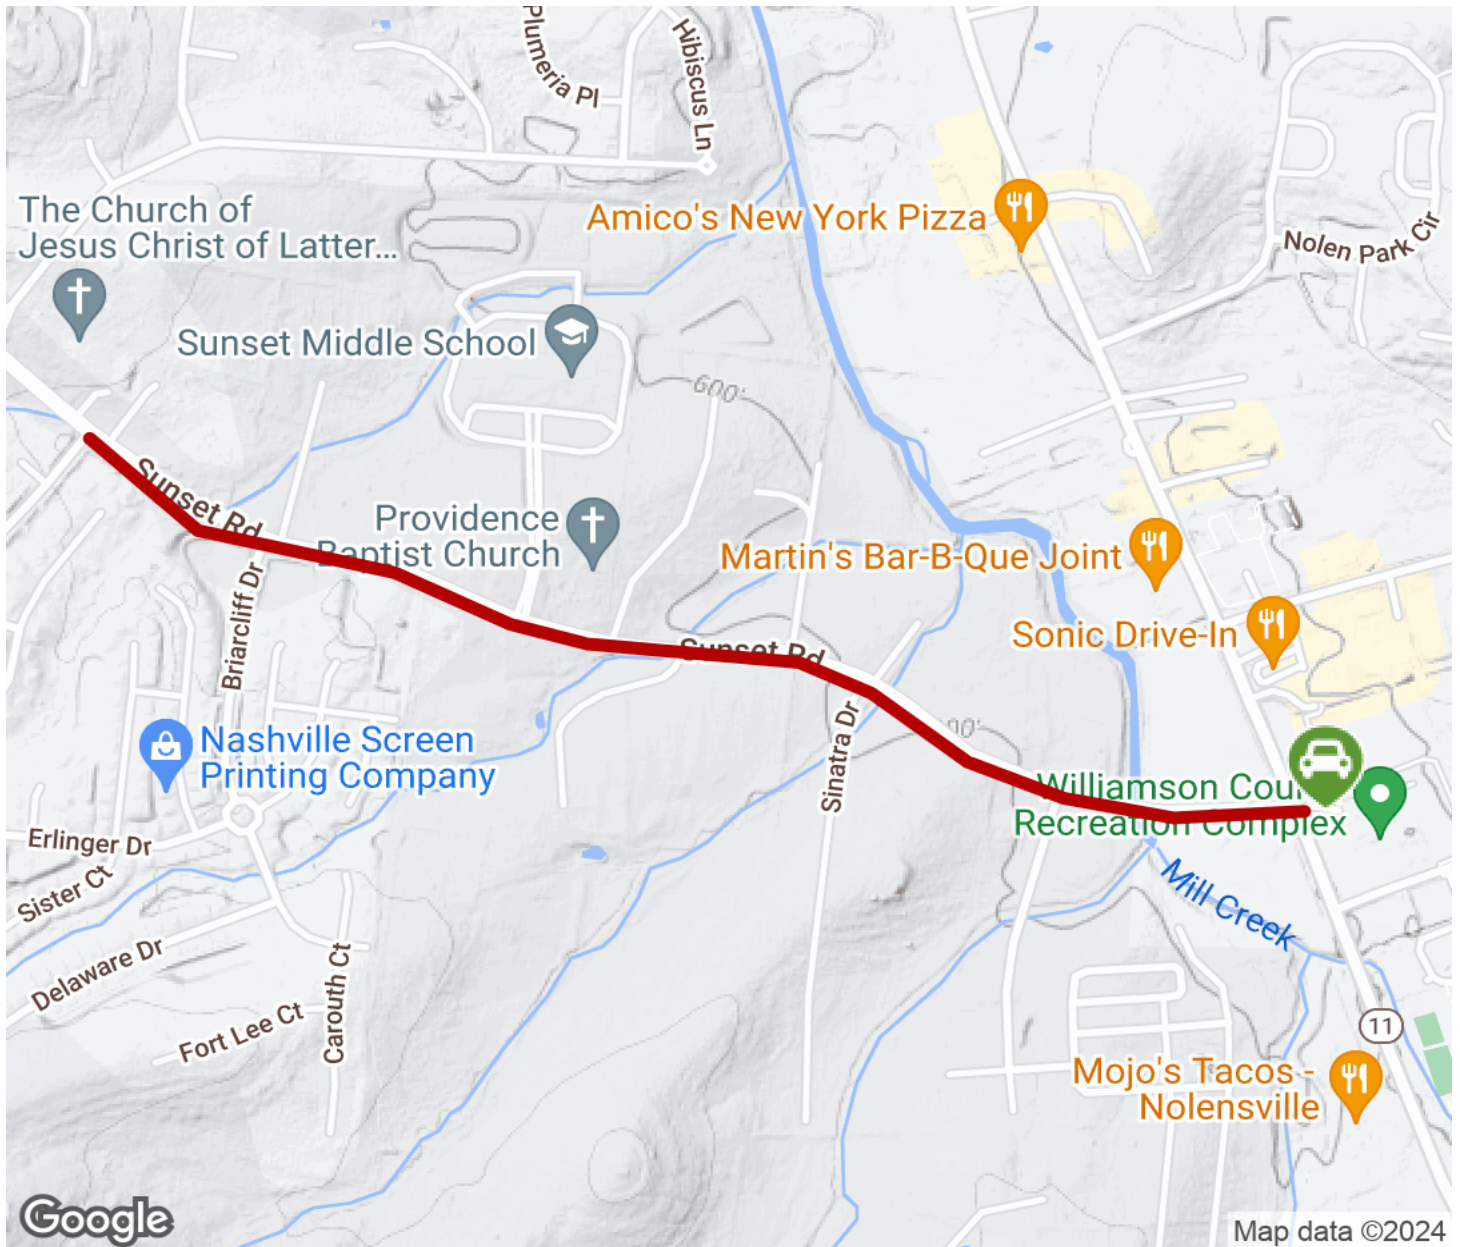 Plumeria Pl
Hibiscus Ln
The Church of
Jesus Christ of Latter...
Amico's New York Pizza
Nolen Park Cir
Sunset Middle School
600'
Sunset Rd
Providence
Baptist Church
Martin's Bar-B-Que Joint
Sonic Drive-In
Briarcliff Dr
Sunset Rd
Sinatra Dr
Nashville Screen
Printing Company
Williamson
Recreation Complex
Erlinger Dr
Sister Ct
Mill Creek
Delaware Dr
Carouth Ct
Fort Lee Ct
11
Mojo's Tacos -
Nolensville
Google
Map data ©2024